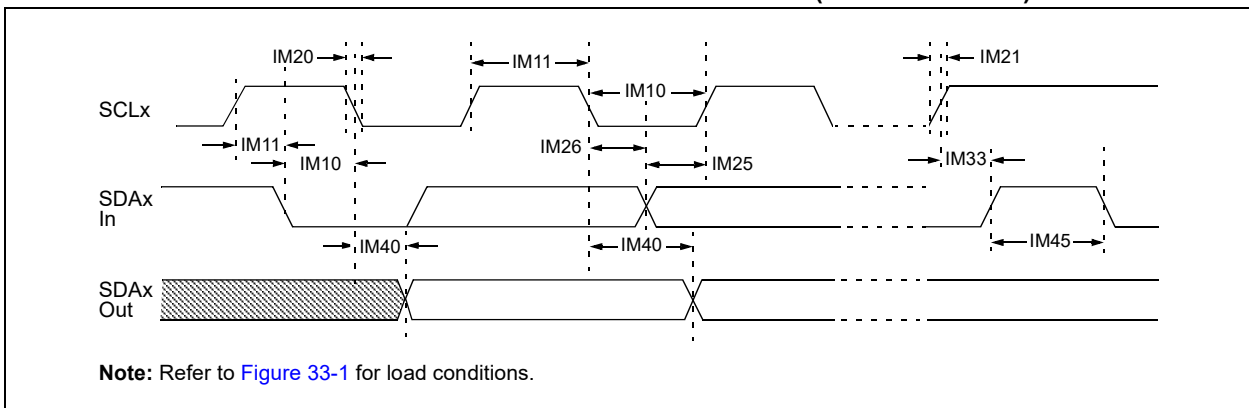 IM20
IM11
IM21
IM10
SCLx
IM11
IM26
IM33
IM10
IM25
SDAx
In
IM40
IM40
IM45
SDAx
Out
Note: Refer to Figure 33-1 for load conditions.